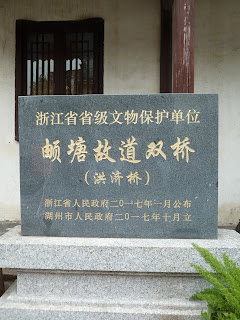 浙江省省级文物保护单位
頔塘故道双桥
（洪济桥）
浙江省人民政府二〇一七年一月公布
湖州市人民政府二〇一七年十月立